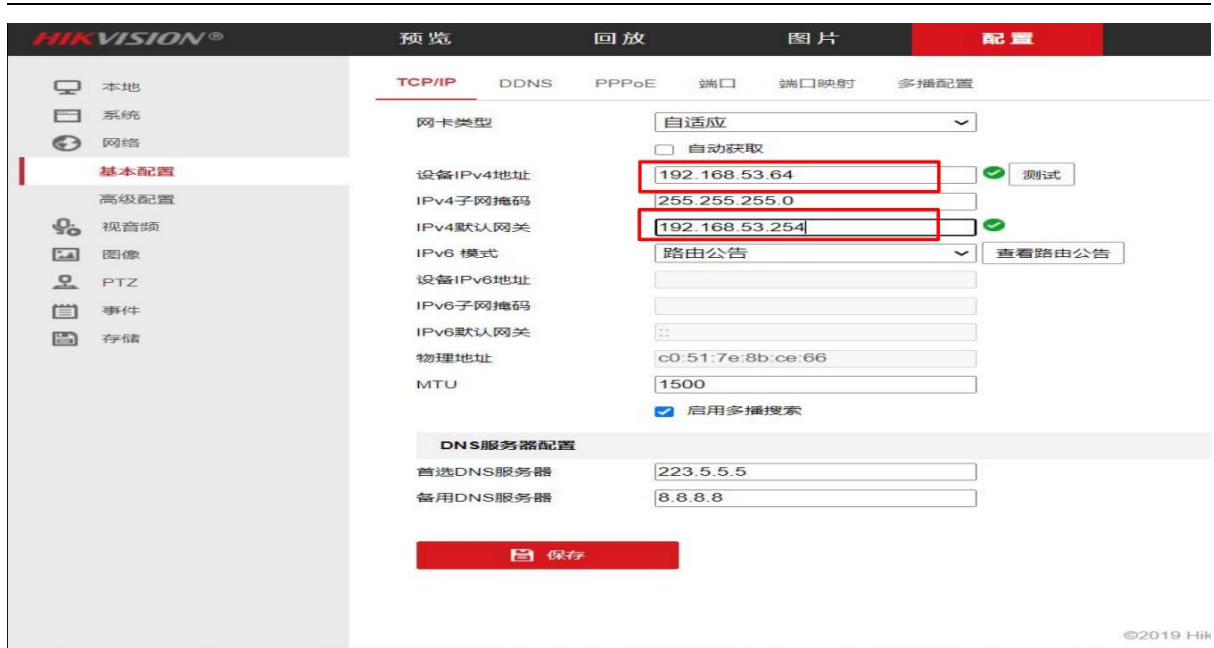 HIKVISION® 预览 回放 图片 配置
本地
系统
网络
基本配置
高级配置
视音频
图像
PTZ
事件
存储
TCP/IP DDNS PPPoE 端口 端口映射 多播配置
网卡类型 自适应
自动获取
设备IPv4地址 192.168.53.64 测试
IPv4子网掩码 255.255.255.0
IPv4默认网关 192.168.53.254
IPv6 模式 路由公告 查看路由公告
设备IPv6地址
IPv6子网掩码
IPv6默认网关 ::
物理地址 c0:51:7e:8b:ce:66
MTU 1500
启用多播搜索
DNS服务器配置
首选DNS服务器 223.5.5.5
备用DNS服务器 8.8.8.8
保存
©2019 Hik